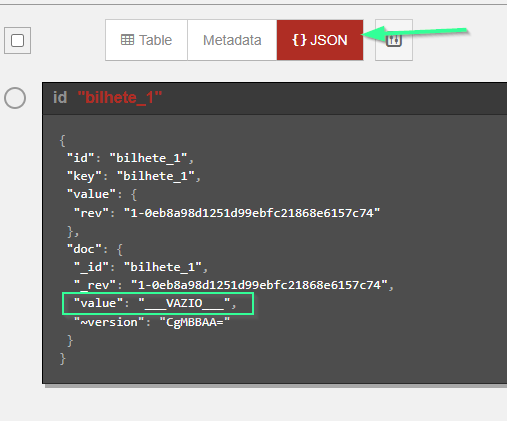 Table Metadata {} JSON
id "bilhete_1"
{
"id": "bilhete_1",
"key": "bilhete_1",
"value": {
"rev": "1-0eb8a98d1251d99ebfc21868e6157c74"
},
"doc": {
"_id": "bilhete_1",
"_rev": "1-0eb8a98d1251d99ebfc21868e6157c74",
"value": "___VAZIO___",
"~version": "CgMBBAA="
}
}